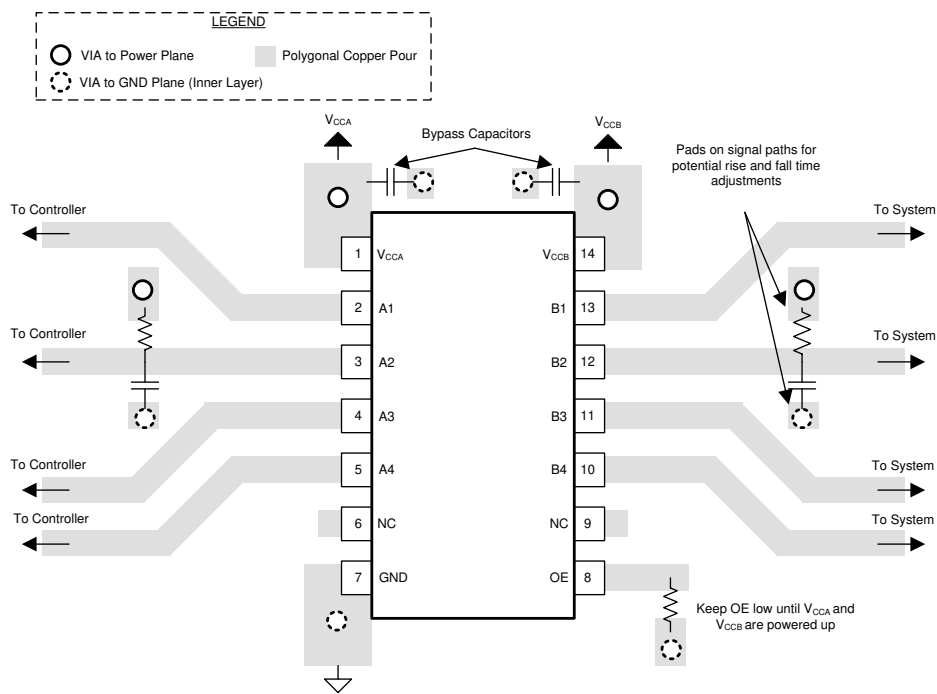 LEGEND
VIA to Power Plane
Polygonal Copper Pour
VIA to GND Plane (Inner Layer)
VCCA
Bypass Capacitors
VCCB
Pads on signal paths for
potential rise and fall time
adjustments
To Controller
To System
1 VCCA
VCCB 14
2 A1
B1 13
To Controller
To System
3 A2
B2 12
4 A3
B3 11
To Controller
To System
5 A4
B4 10
To Controller
To System
6 NC
NC 9
7 GND
OE 8
Keep OE low until VCCA and
VCCB are powered up